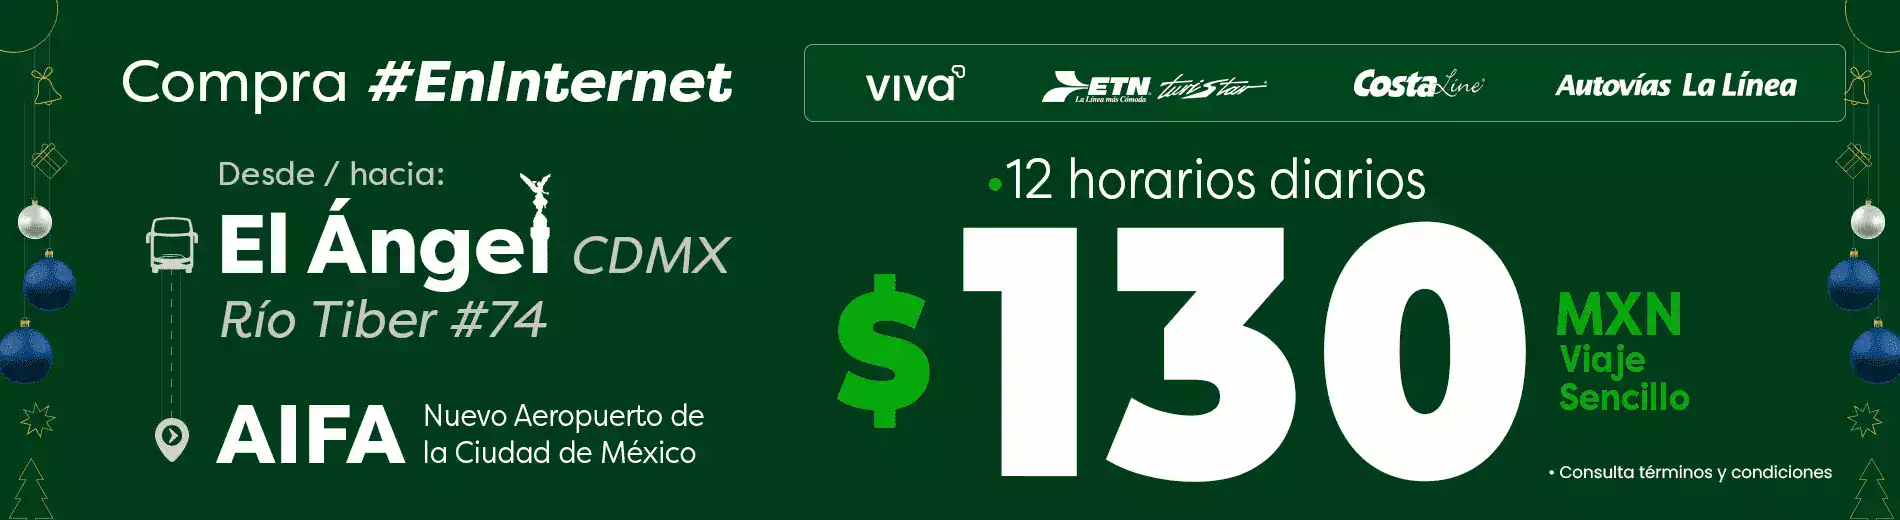 Compra #EnInternet
viva
ETN turistar
La Línea más Cómoda
Costa Line
Autovías La Línea
Desde / hacia:
El Ángel CDMX
Río Tiber #74
AIFA
Nuevo Aeropuerto de
la Ciudad de México
•12 horarios diarios
$130
MXN
Viaje
Sencillo
• Consulta términos y condiciones